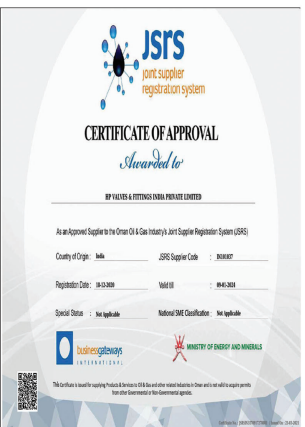 JSRS
joint supplier
registration system
CERTIFICATE OF APPROVAL
Awarded to
HP VALVES & FITTINGS INDIA PRIVATE LIMITED
As an Approved Supplier to the Oman Oil & Gas Industry's Joint Supplier Registration System (JSRS)
Country of Origin : India JSRS Supplier Code :
Registration Date : 10-12-2020 Valid till : 09-01-2024
Special Status : Not Applicable National SME Classification : Not Applicable
businessgateways
INTERNATIONAL
MINISTRY OF ENERGY AND MINERALS
This Certificate is issued for supplying Products & Services to Oil & Gas and other related industries in Oman and is not valid to acquire permits
from other Governmental or Non-Governmental agencies.